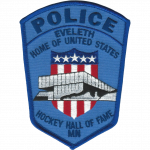 POLICE
EVELETH
HOME OF UNITED STATES
HOCKEY HALL OF FAME
MN